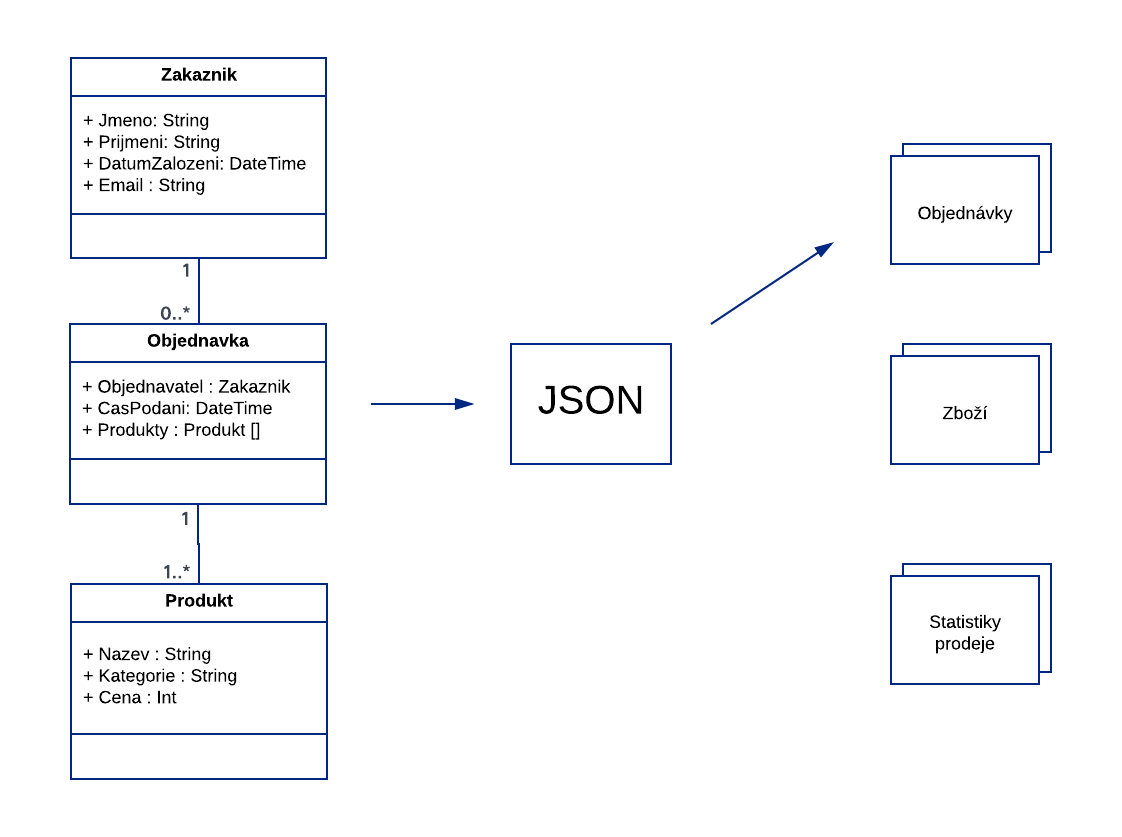 Zakaznik
+ Jmeno: String
+ Prijmeni: String
+ DatumZalozeni: DateTime
+ Email : String
1
0..*
Objednavka
+ Objednavatel : Zakaznik
+ CasPodani: DateTime
+ Produkty : Produkt []
1
1..*
Produkt
+ Nazev : String
+ Kategorie : String
+ Cena : Int
JSON
Objednávky
Zboží
Statistiky
prodeje